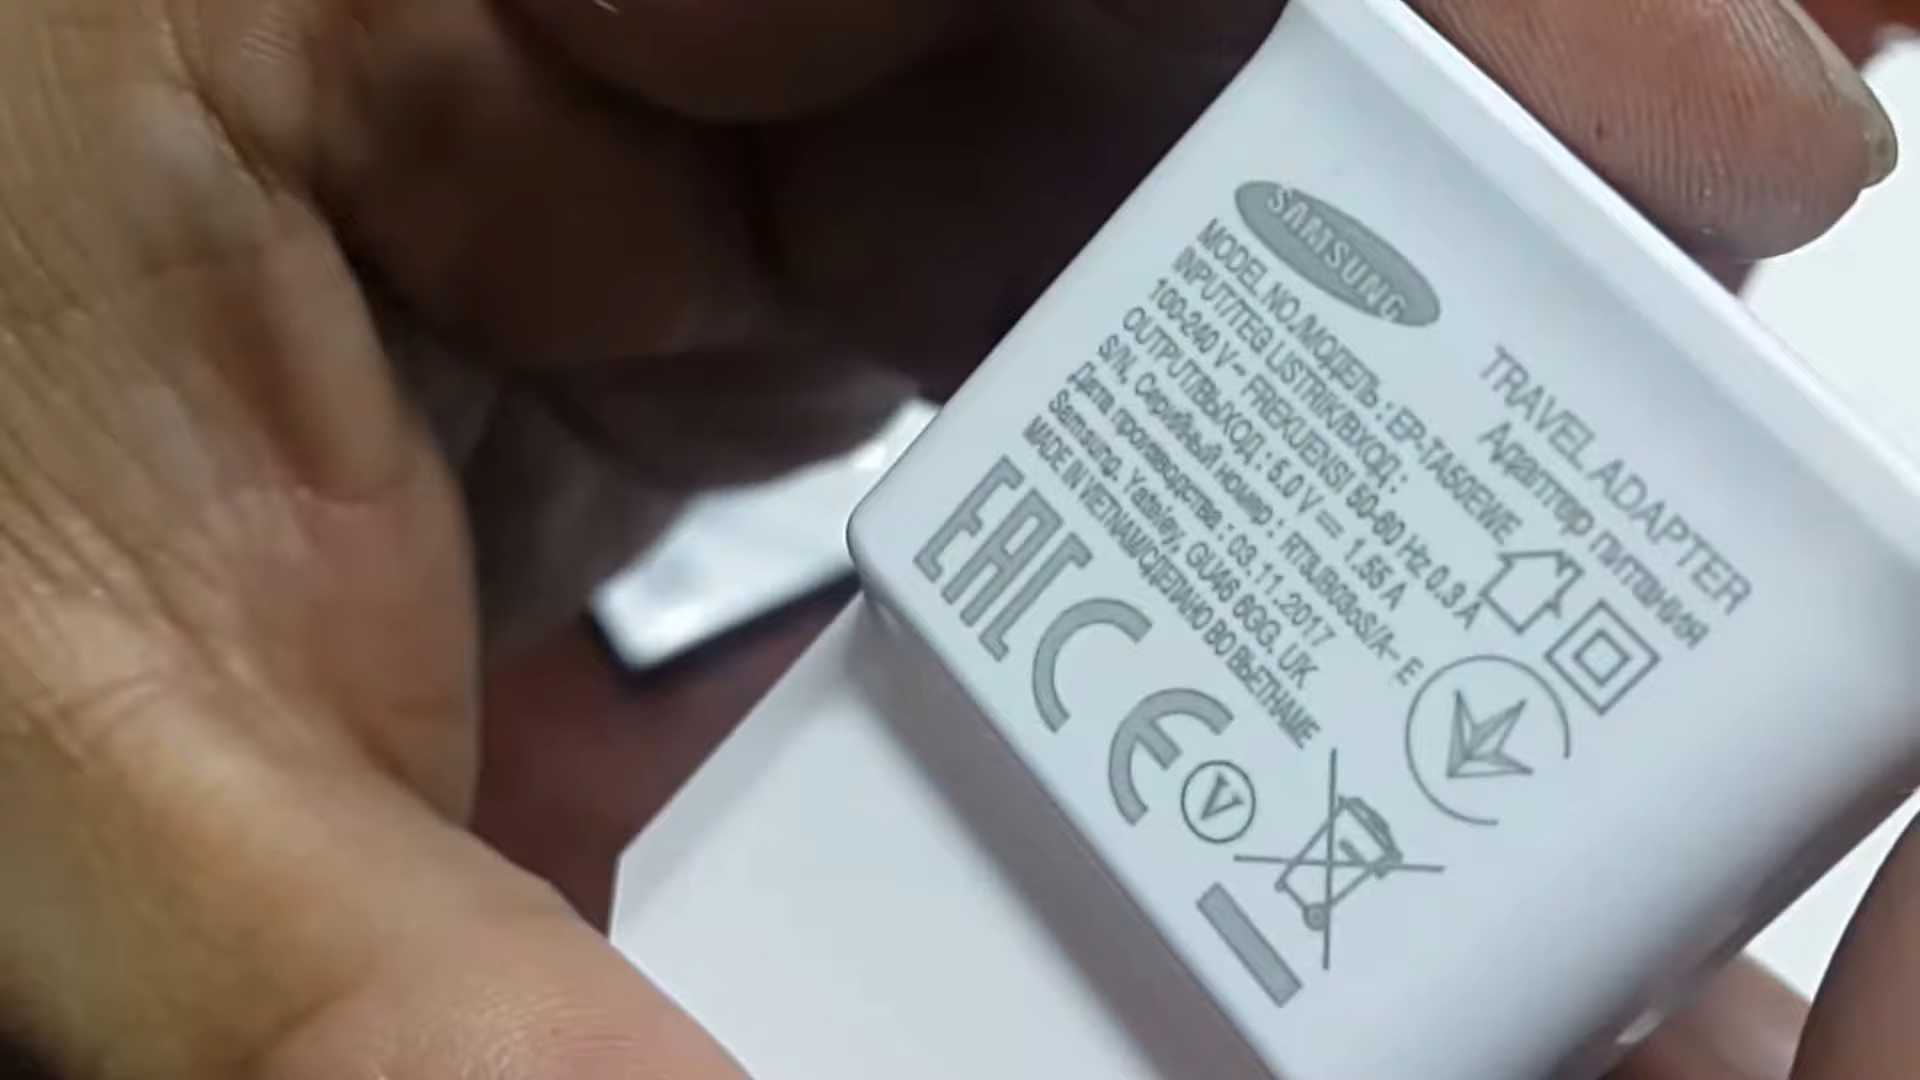 SAMSUNG
TRAVEL ADAPTER
Адаптер питания
MODEL NO./МОДЕЛЬ : EP-TA50EWE
INPUT/TEG LISTRIK/ВХОД :
100-240 V~ FREKUENSI 50-60 Hz 0.3 A
OUTPUT/ВЫХОД : 5.0 V⎓ 1.55 A
S/N, Серийный номер :
Дата производства : 03.11.2017
Samsung. Yateley, GU46 6GG, UK
MADE IN VIETNAM/СДЕЛАНО ВО ВЬЕТНАМЕ
EAC CE V